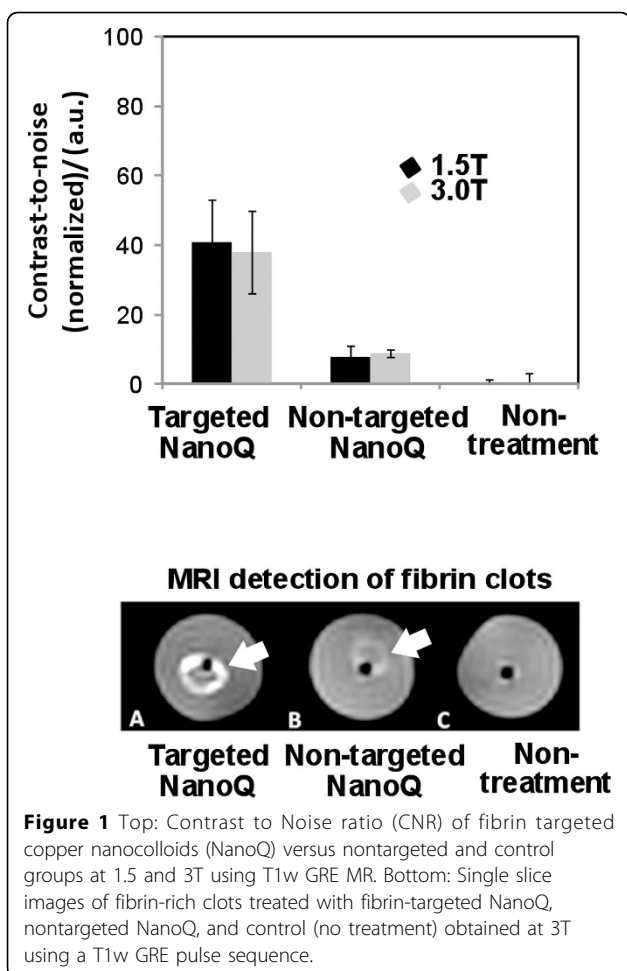 100
80
60
40
20
0
Contrast-to-noise
(normalized)/(a.u.)
1.5T
3.0T
Targeted NanoQ
Non-targeted NanoQ
Non-treatment
MRI detection of fibrin clots
A B C
Targeted NanoQ
Non-targeted NanoQ
Non-treatment
Figure 1 Top: Contrast to Noise ratio (CNR) of fibrin targeted
copper nanocolloids (NanoQ) versus nontargeted and control
groups at 1.5 and 3T using T1w GRE MR. Bottom: Single slice
images of fibrin-rich clots treated with fibrin-targeted NanoQ,
nontargeted NanoQ, and control (no treatment) obtained at 3T
using a T1w GRE pulse sequence.